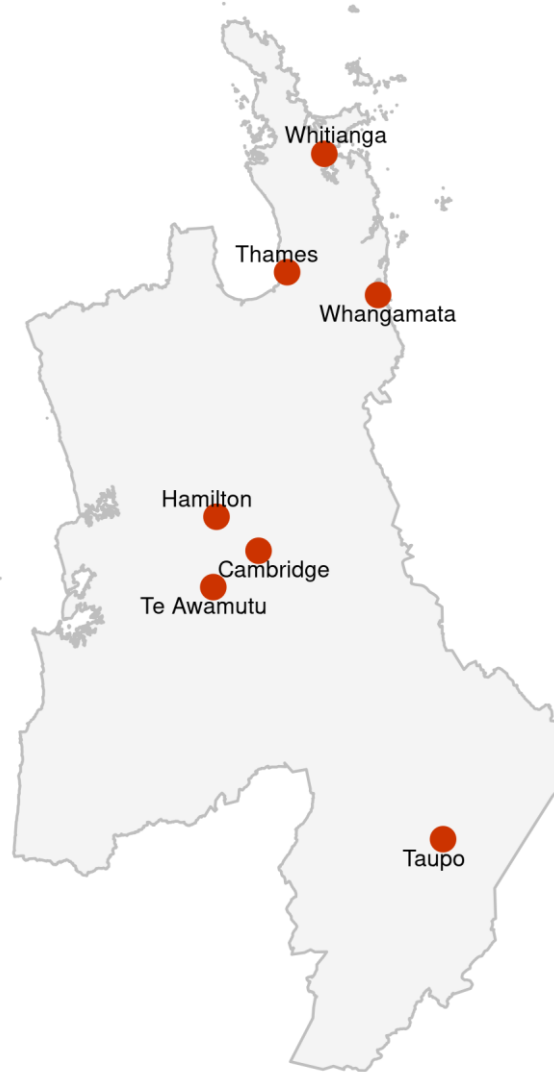 Whitianga
Thames
Whangamata
Hamilton
Cambridge
Te Awamutu
Taupo